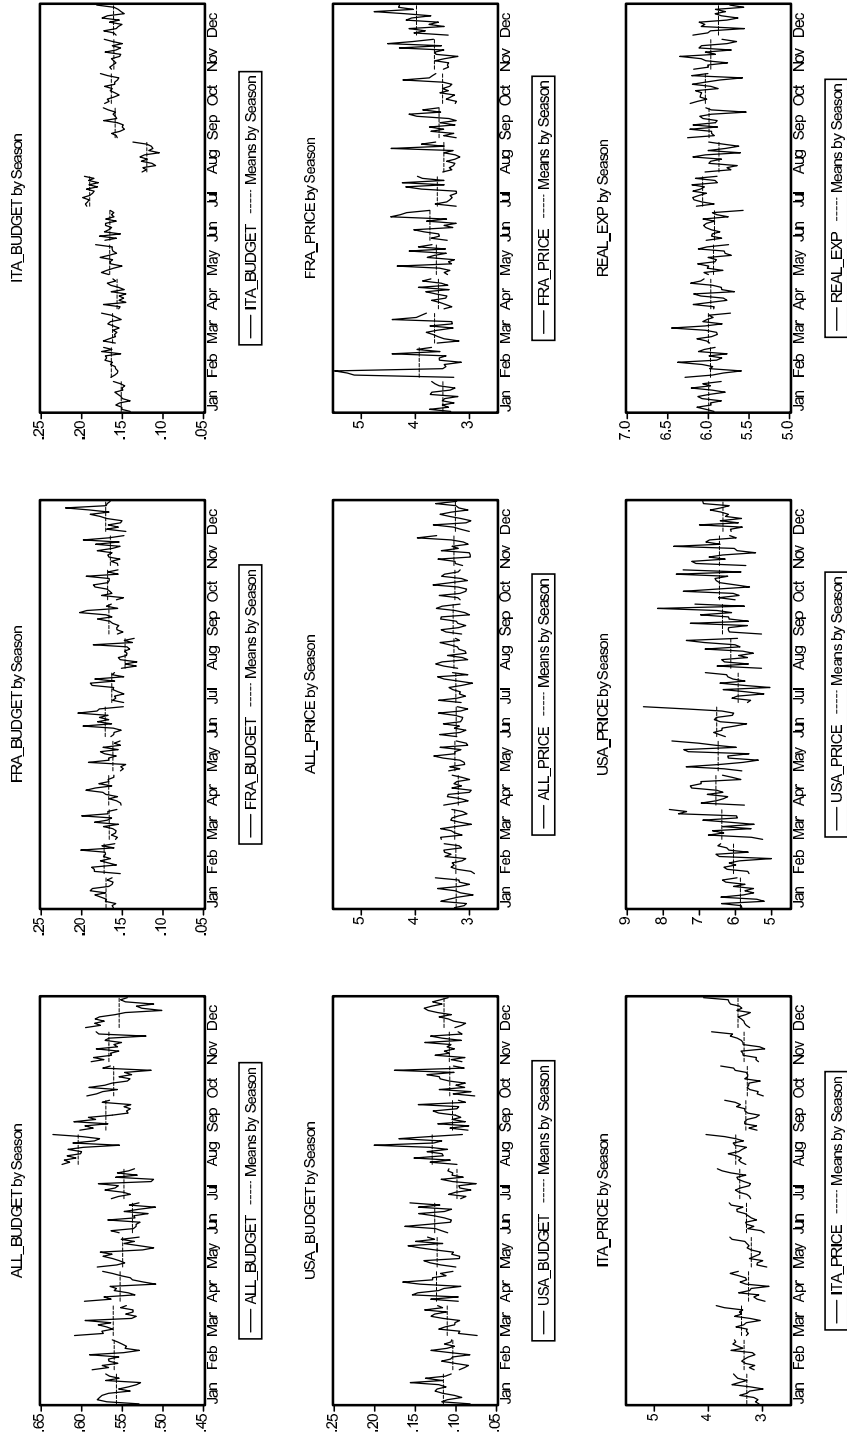 ALL_BUDGET by Season
.65
.60
.55
.50
.45
Jan Feb Mar Apr May Jun Jul Aug Sep Oct Nov Dec
ALL_BUDGET ----- Means by Season
FRA_BUDGET by Season
.25
.20
.15
.10
.05
Jan Feb Mar Apr May Jun Jul Aug Sep Oct Nov Dec
FRA_BUDGET ----- Means by Season
ITA_BUDGET by Season
.25
.20
.15
.10
.05
Jan Feb Mar Apr May Jun Jul Aug Sep Oct Nov Dec
ITA_BUDGET ----- Means by Season
USA_BUDGET by Season
.25
.20
.15
.10
.05
Jan Feb Mar Apr May Jun Jul Aug Sep Oct Nov Dec
USA_BUDGET ----- Means by Season
ALL_PRICE by Season
5
4
3
Jan Feb Mar Apr May Jun Jul Aug Sep Oct Nov Dec
ALL_PRICE ----- Means by Season
FRA_PRICE by Season
5
4
3
Jan Feb Mar Apr May Jun Jul Aug Sep Oct Nov Dec
FRA_PRICE ----- Means by Season
ITA_PRICE by Season
5
4
3
Jan Feb Mar Apr May Jun Jul Aug Sep Oct Nov Dec
ITA_PRICE ----- Means by Season
USA_PRICE by Season
9
8
7
6
5
Jan Feb Mar Apr May Jun Jul Aug Sep Oct Nov Dec
USA_PRICE ----- Means by Season
REAL_EXP by Season
7.0
6.5
6.0
5.5
5.0
Jan Feb Mar Apr May Jun Jul Aug Sep Oct Nov Dec
REAL_EXP ----- Means by Season